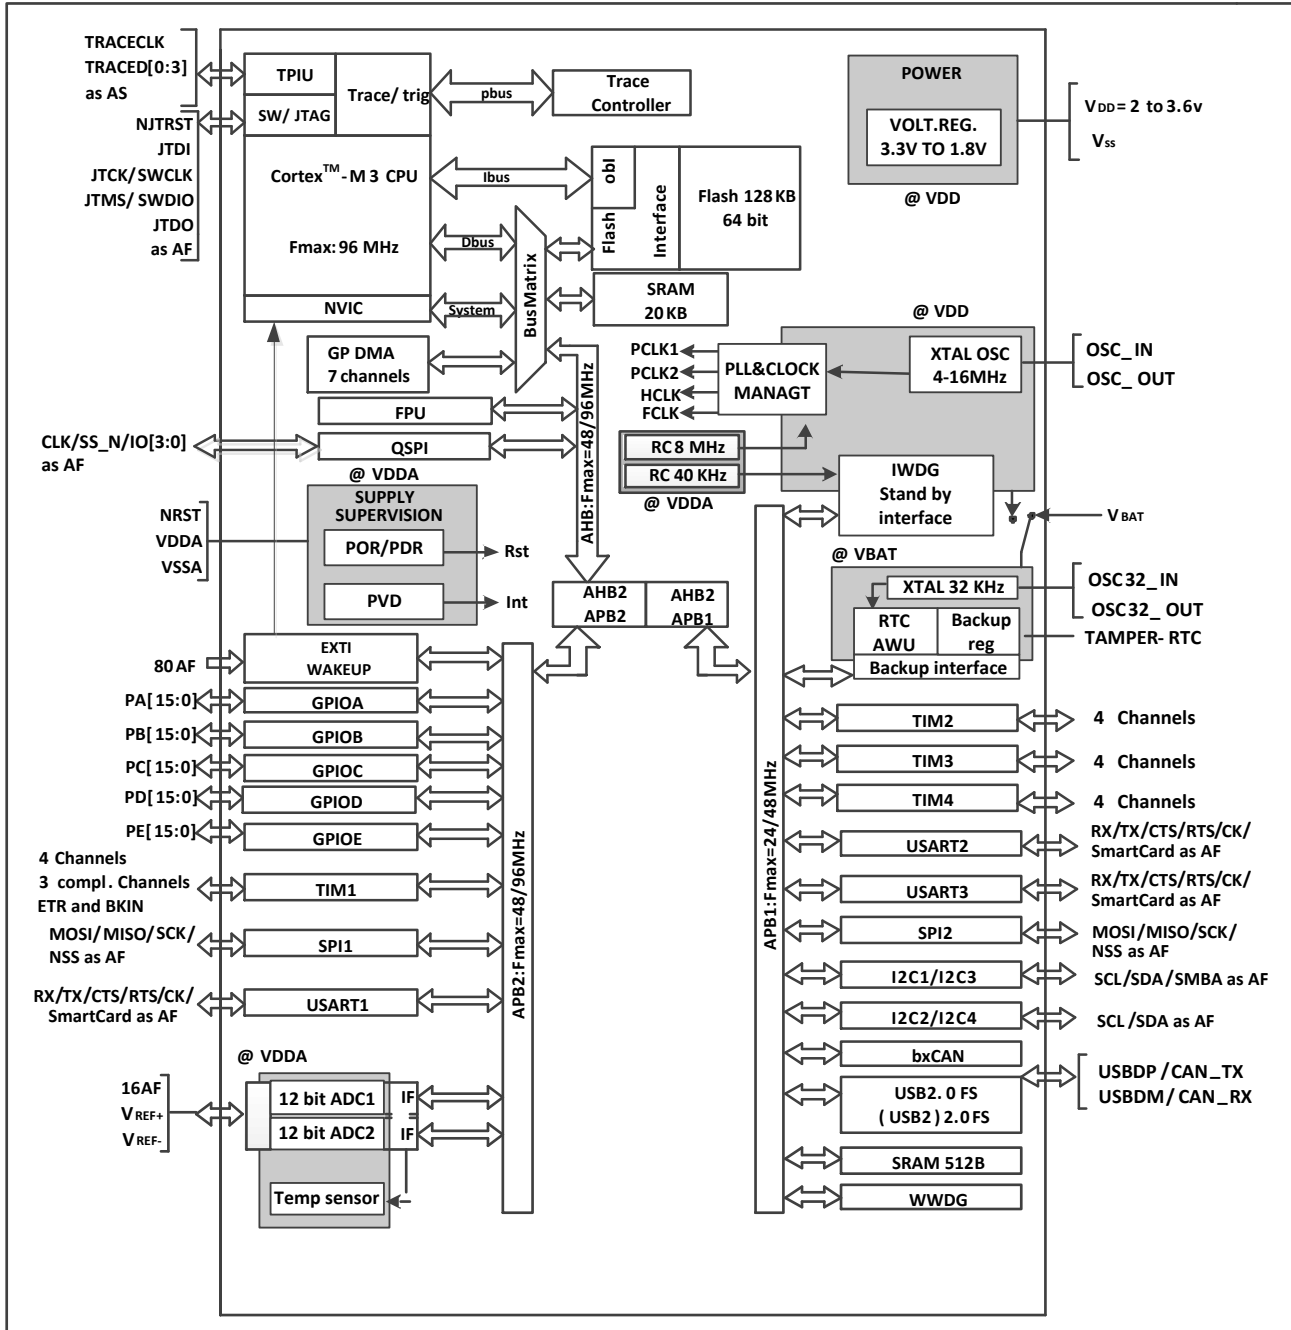 TRACECLK
TRACED[0:3]
as AS
NJTRST
JTDI
JTCK/ SWCLK
JTMS/ SWDIO
JTDO
as AF
TPIU
SW/ JTAG
Trace/ trig
pbus
Trace
Controller
Cortex™-M3 CPU
Fmax: 96 MHz
NVIC
Ibus
Dbus
System
BusMatrix
obl
Flash
Interface
Flash 128 KB
64 bit
SRAM
20 KB
POWER
VOLT.REG.
3.3V TO 1.8V
@ VDD
VDD = 2 to 3.6v
Vss
GP DMA
7 channels
FPU
QSPI
CLK/SS_N/IO[3:0]
as AF
AHB:Fmax=48/96MHz
@ VDD
PCLK1
PCLK2
HCLK
FCLK
PLL&CLOCK
MANAGT
XTAL OSC
4-16MHz
OSC_IN
OSC_ OUT
RC 8 MHz
RC 40 KHz
@ VDDA
IWDG
Stand by
interface
VBAT
@ VDDA
SUPPLY
SUPERVISION
POR/PDR
Rst
PVD
Int
NRST
VDDA
VSSA
@ VBAT
XTAL 32 KHz
RTC
AWU
Backup
reg
Backup interface
OSC32_IN
OSC32_ OUT
TAMPER- RTC
AHB2
APB2
AHB2
APB1
80 AF
EXTI
WAKEUP
PA[ 15:0]
GPIOA
PB[ 15:0]
GPIOB
PC[ 15:0]
GPIOC
PD[ 15:0]
GPIOD
PE[ 15:0]
GPIOE
4 Channels
3 compl. Channels
ETR and BKIN
TIM1
MOSI/ MISO/ SCK/
NSS as AF
SPI1
RX/TX/CTS/RTS/CK/
SmartCard as AF
USART1
APB2:Fmax=48/96MHz
@ VDDA
16AF
VREF+
VREF-
12 bit ADC1
IF
12 bit ADC2
IF
Temp sensor
APB1:Fmax=24/48MHz
TIM2
4 Channels
TIM3
4 Channels
TIM4
4 Channels
USART2
RX/TX/CTS/RTS/CK/
SmartCard as AF
USART3
RX/TX/CTS/RTS/CK/
SmartCard as AF
SPI2
MOSI/MISO/SCK/
NSS as AF
I2C1/I2C3
SCL/SDA/SMBA as AF
I2C2/I2C4
SCL/SDA as AF
bxCAN
USB2. 0 FS
( USB2 ) 2.0 FS
USBDP /CAN_TX
USBDM/ CAN_RX
SRAM 512B
WWDG